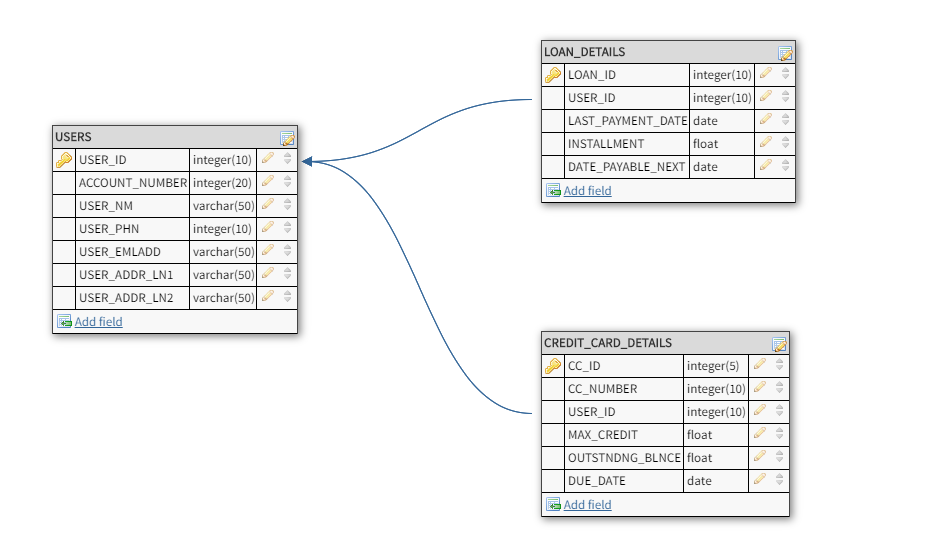 USERS
USER_ID integer(10)
ACCOUNT_NUMBER integer(20)
USER_NM varchar(50)
USER_PHN integer(10)
USER_EMLADD varchar(50)
USER_ADDR_LN1 varchar(50)
USER_ADDR_LN2 varchar(50)
Add field
LOAN_DETAILS
LOAN_ID integer(10)
USER_ID integer(10)
LAST_PAYMENT_DATE date
INSTALLMENT float
DATE_PAYABLE_NEXT date
Add field
CREDIT_CARD_DETAILS
CC_ID integer(5)
CC_NUMBER integer(10)
USER_ID integer(10)
MAX_CREDIT float
OUTSTNDNG_BLNCE float
DUE_DATE date
Add field